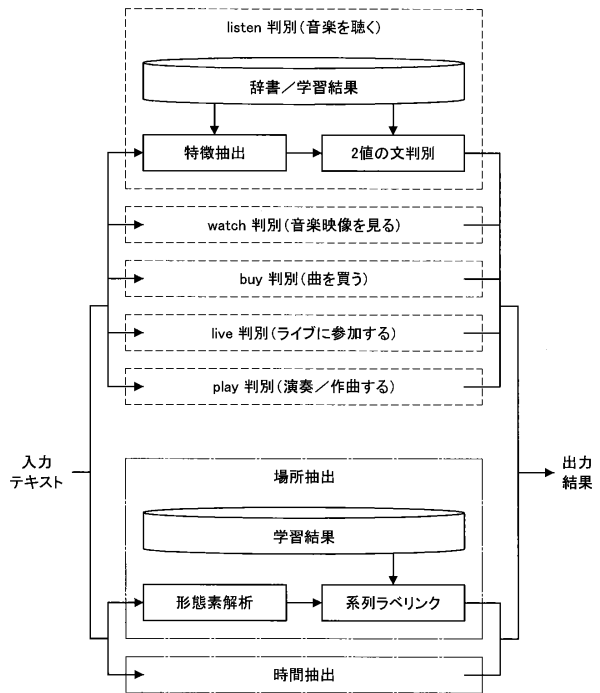 listen 判別(音楽を聴く)
辞書/学習結果
特徴抽出
2値の文判別
watch 判別(音楽映像を見る)
buy 判別(曲を買う)
live 判別(ライブに参加する)
play 判別(演奏/作曲する)
入力
テキスト
出力
結果
場所抽出
学習結果
形態素解析
系列ラベリンク
時間抽出